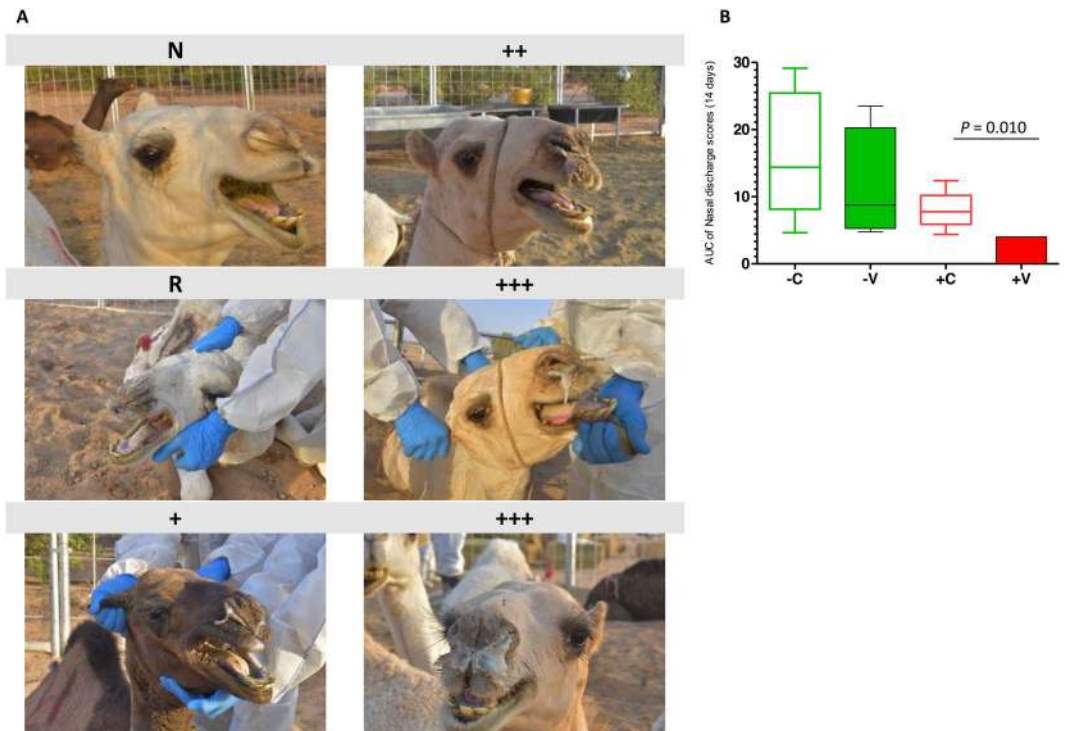 A
N
++
R
+++
+
+++
B
AUC of Nasal discharge scores (14 days)
30
20
10
0
P = 0.010
-C
-V
+C
+V